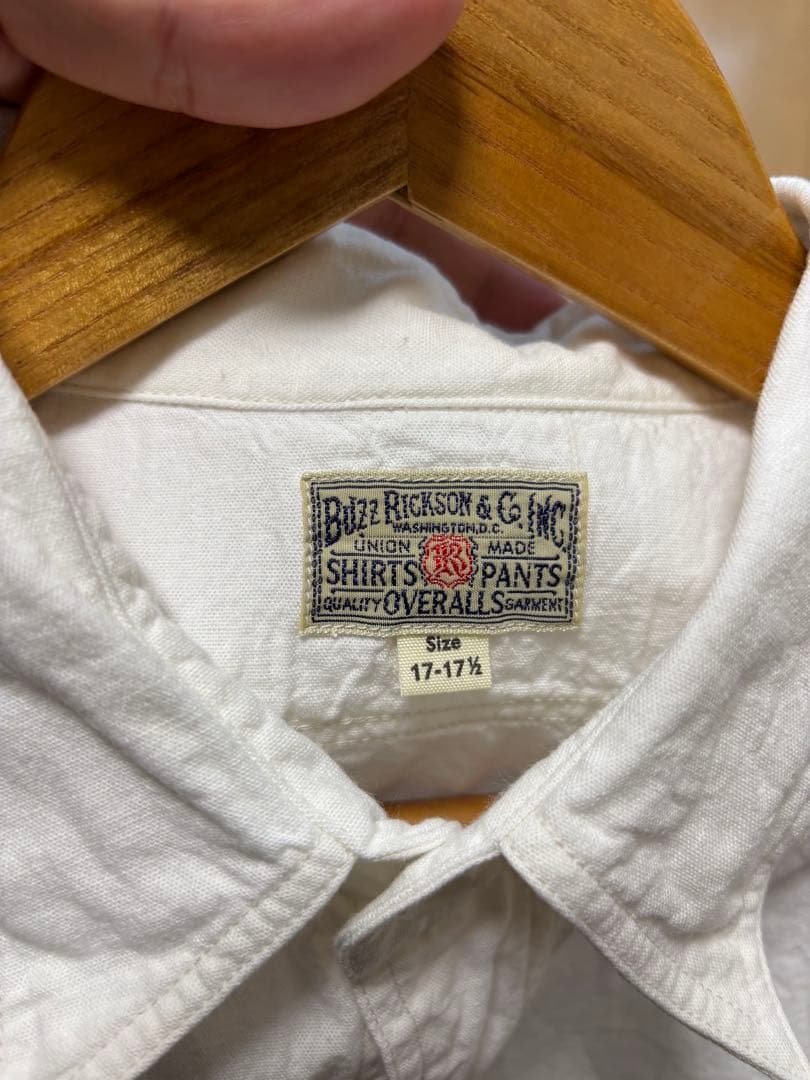 BUZZ RICKSON & CO. INC
WASHINGTON, D.C.
UNION MADE
SHIRTS R PANTS
QUALITY OVERALLS GARMENT
Size
17-17½